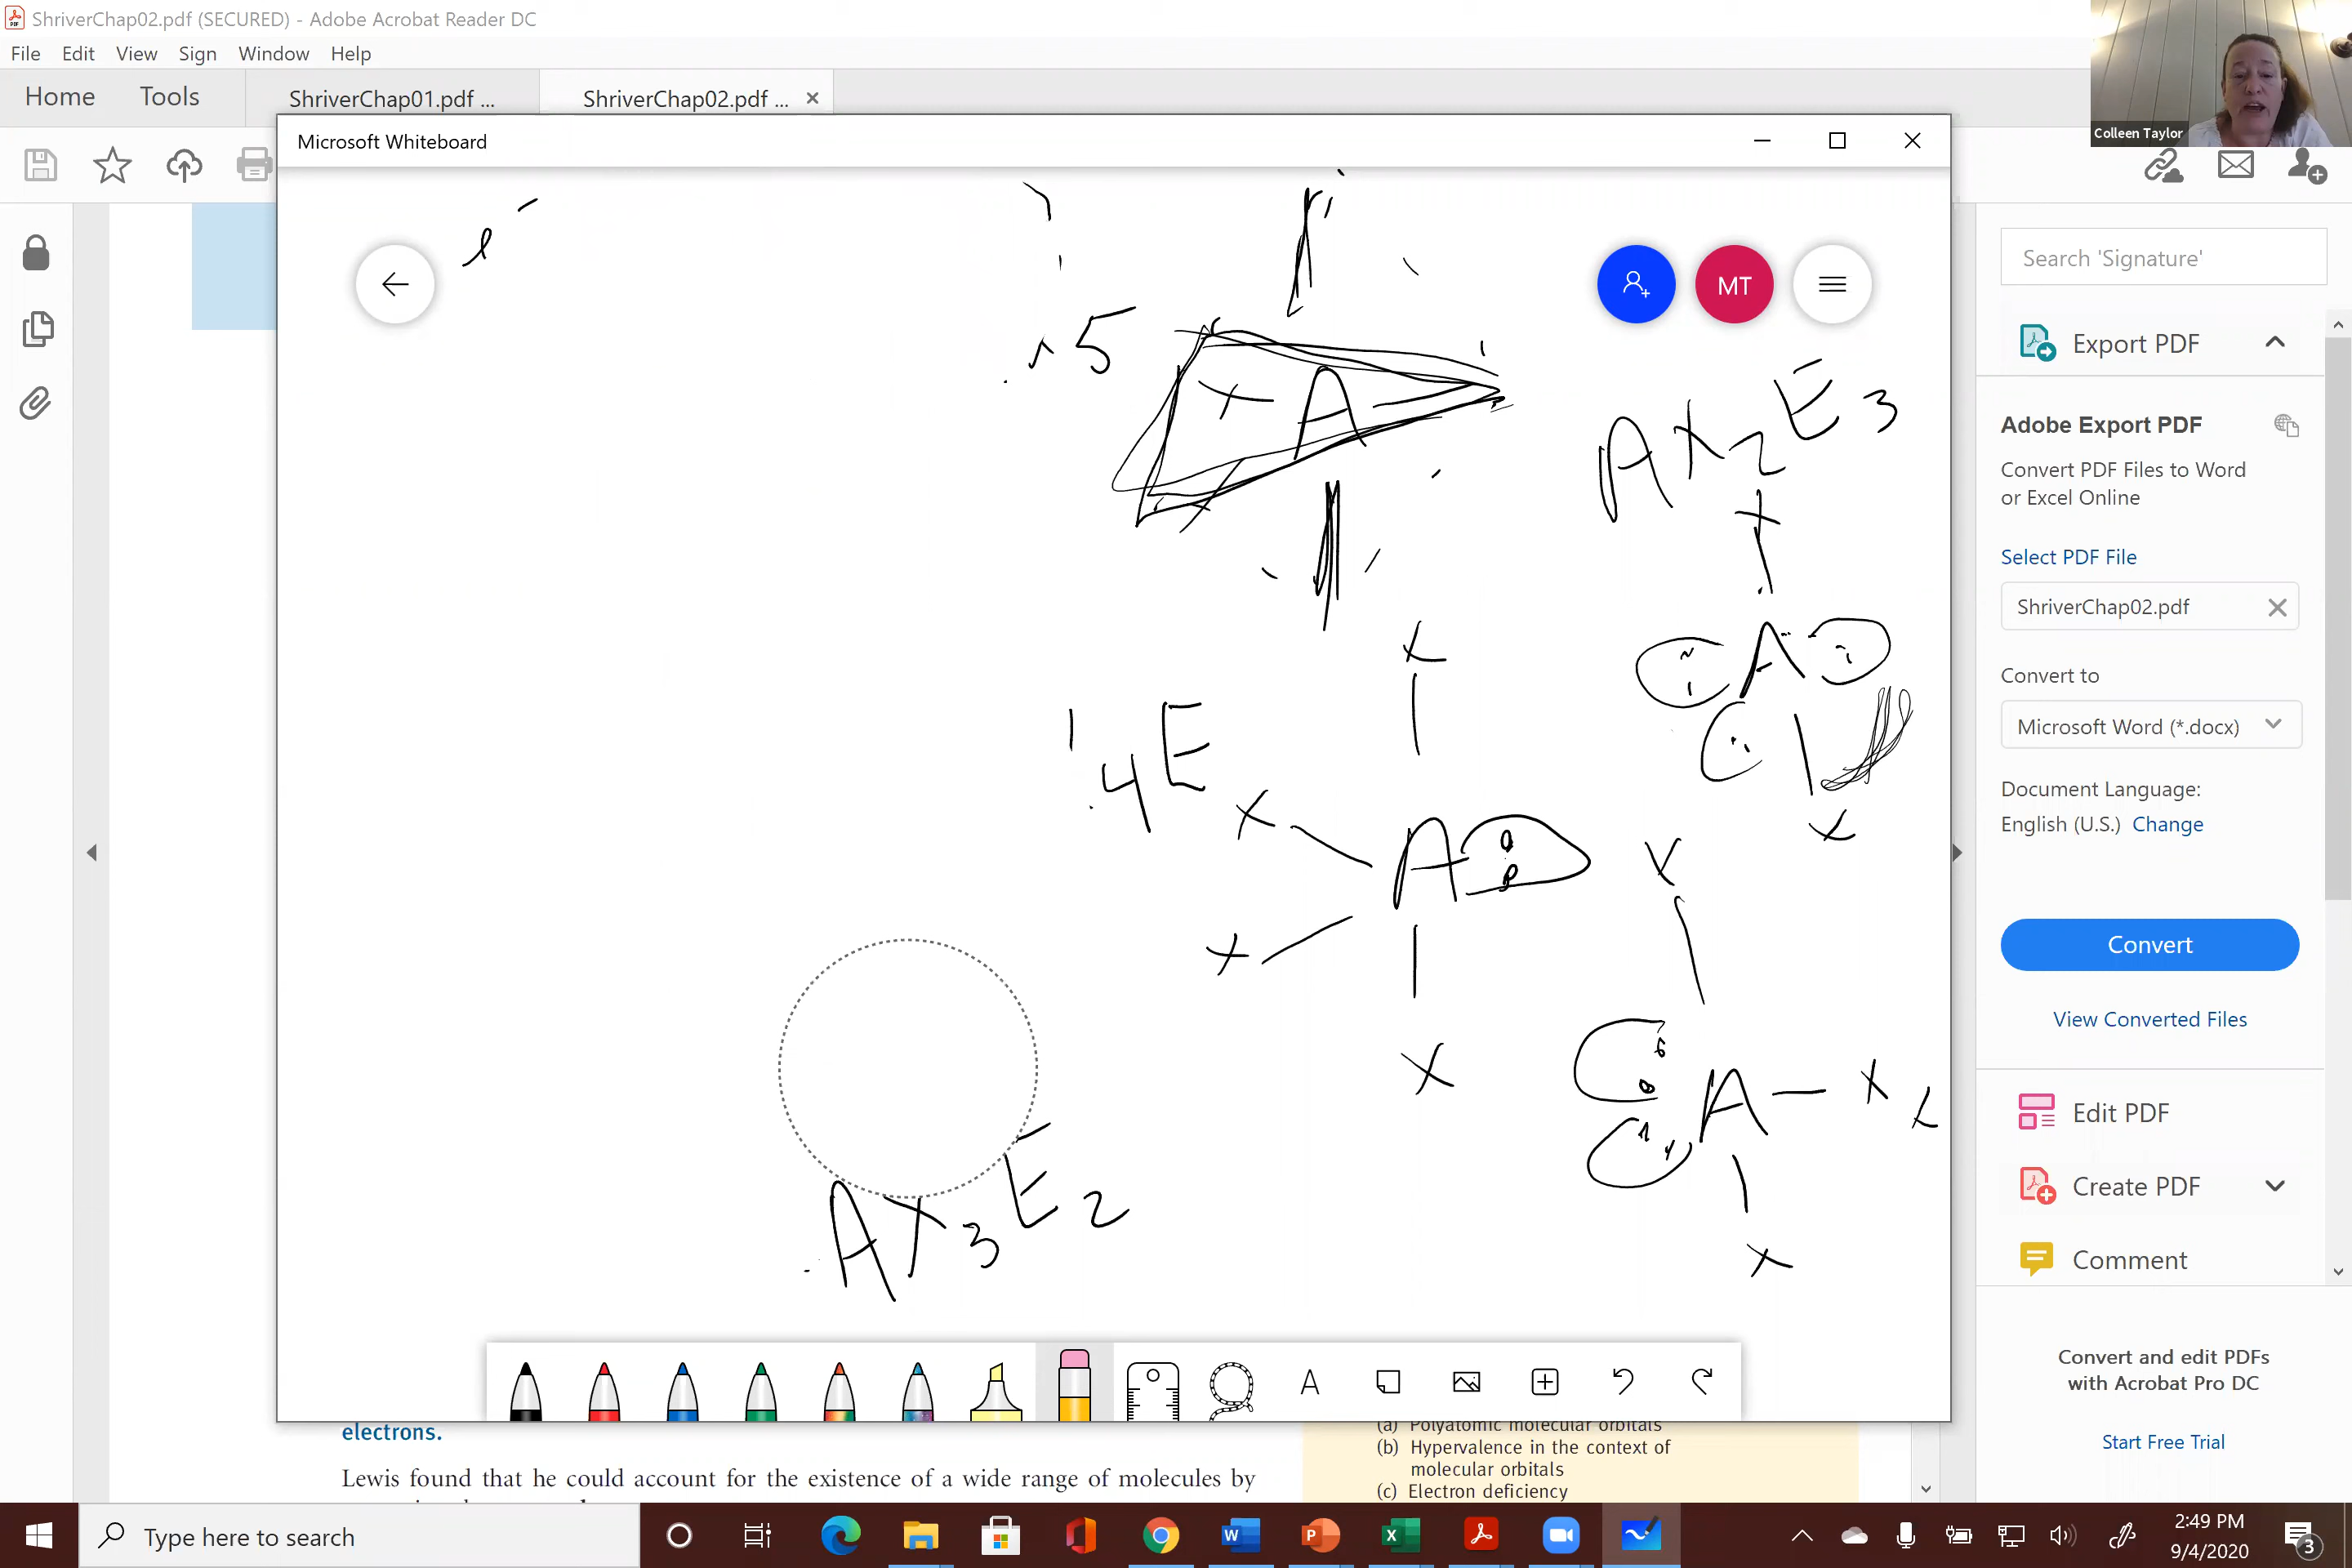 ShriverChap02.pdf (SECURED) - Adobe Acrobat Reader DC
File Edit View Sign Window Help
Home Tools ShriverChap01.pdf ... ShriverChap02.pdf ...
Colleen Taylor
Microsoft Whiteboard
MT
5
x A
AX2E3
x
A
x
4E
x
x A
x
x
x
A - x
x
AX3E2
Search 'Signature'
Export PDF
Adobe Export PDF
Convert PDF Files to Word
or Excel Online
Select PDF File
ShriverChap02.pdf
Convert to
Microsoft Word (*.docx)
Document Language:
English (U.S.) Change
Convert
View Converted Files
Edit PDF
Create PDF
Comment
Convert and edit PDFs
with Acrobat Pro DC
Start Free Trial
electrons.
Lewis found that he could account for the existence of a wide range of molecules by
(a) Polyatomic molecular orbitals
(b) Hypervalence in the context of
molecular orbitals
(c) Electron deficiency
Type here to search
2:49 PM
9/4/2020
3